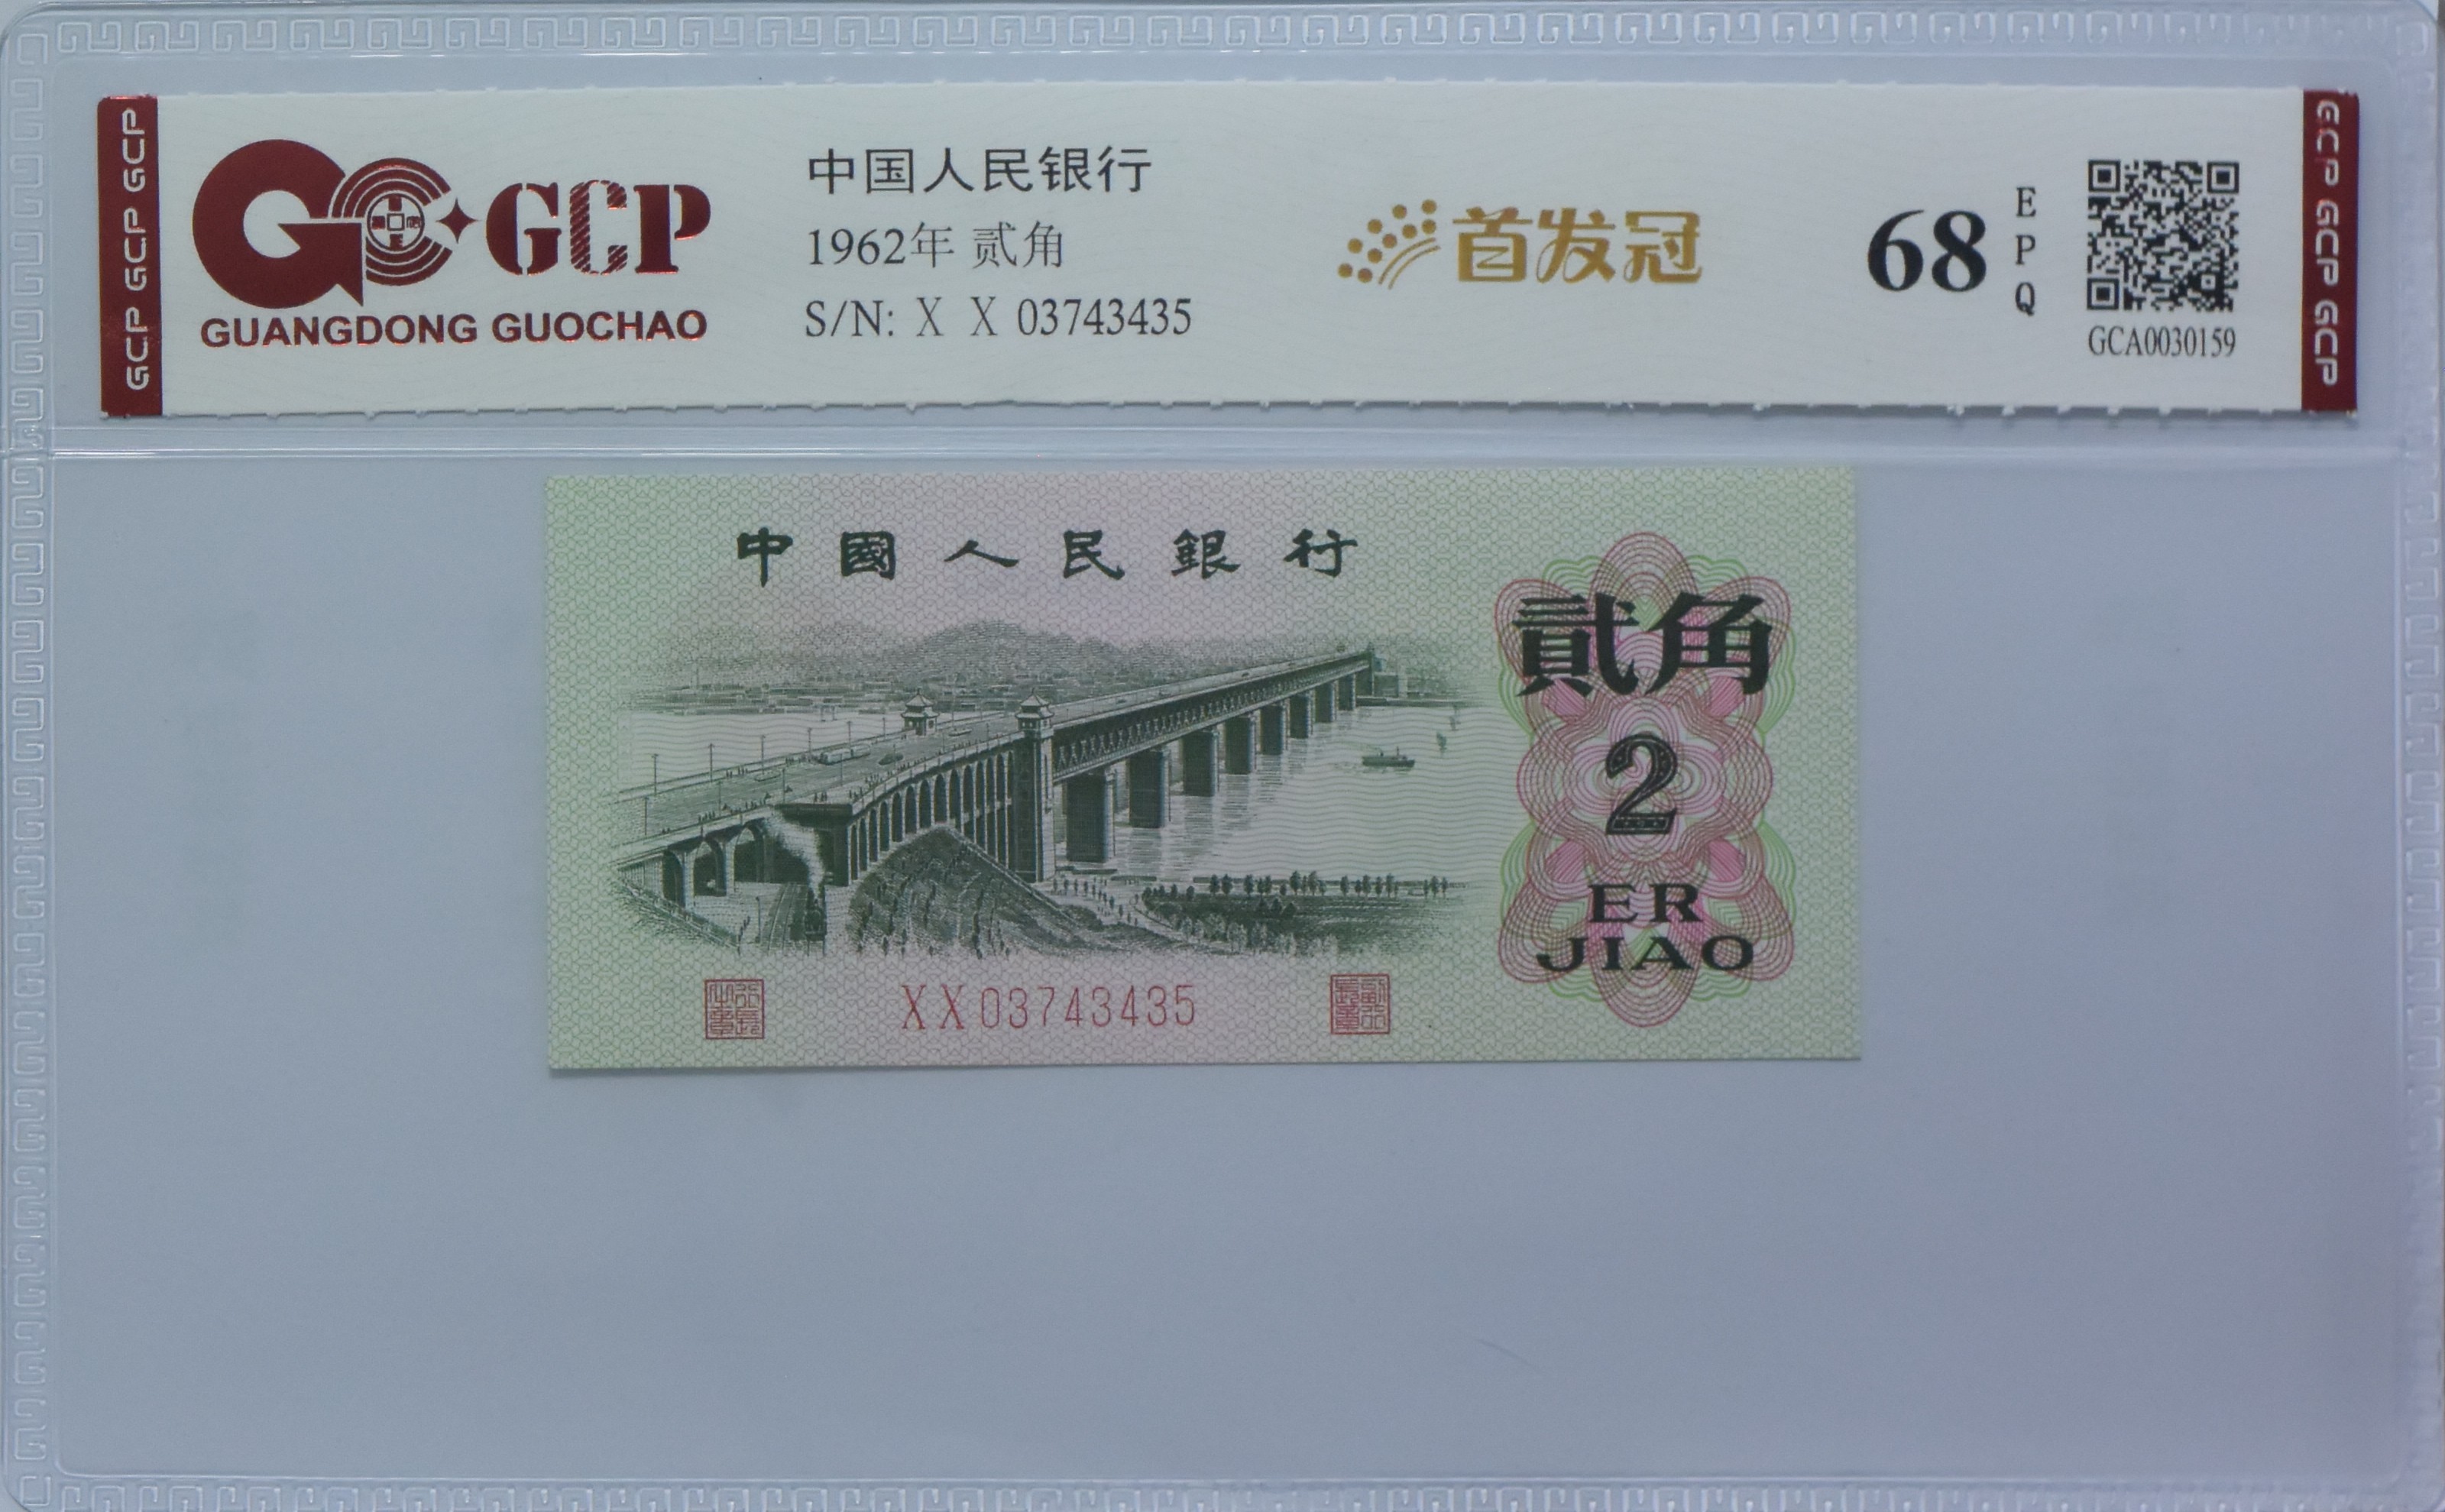 GCP GCP GCP
GCP
GUANGDONG GUOCHAO
中国人民银行
1962年 贰角
S/N: X X 03743435
首发冠
68
EPQ
GCA0030159
GCP GCP GCP
中國人民銀行
貳角
2
ER
JIAO
XX03743435